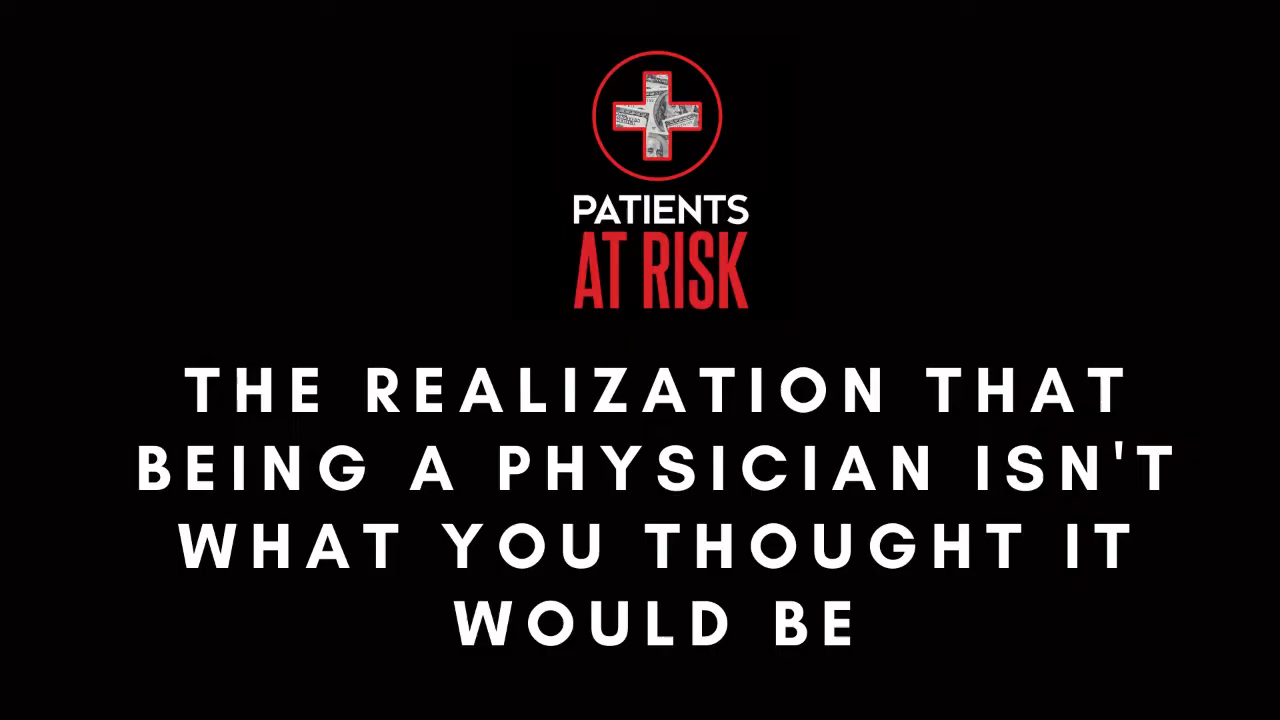 PATIENTS
AT RISK
THE REALIZATION THAT
BEING A PHYSICIAN ISN'T
WHAT YOU THOUGHT IT
WOULD BE